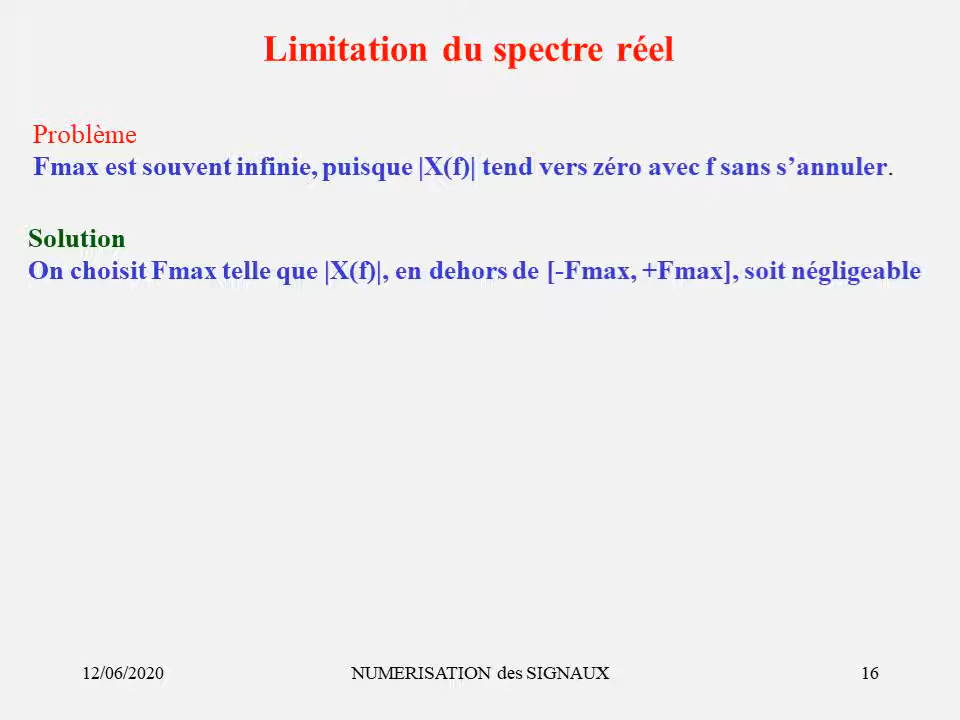 Limitation du spectre réel
Problème
Fmax est souvent infinie, puisque |X(f)| tend vers zéro avec f sans s’annuler.
Solution
On choisit Fmax telle que |X(f)|, en dehors de [-Fmax, +Fmax], soit négligeable
12/06/2020 NUMERISATION des SIGNAUX 16